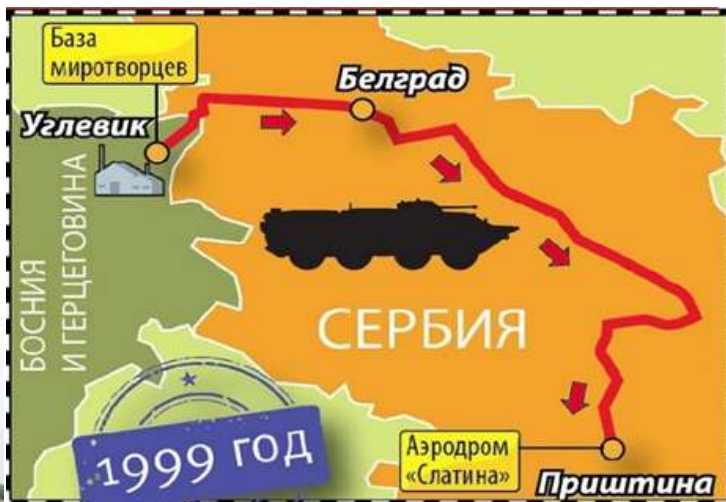 База
миротворцев
Белград
Углевик
БОСНИЯ
И ГЕРЦЕГОВИНА
СЕРБИЯ
1999 ГОД
Аэродром
«Слатина»
Приштина